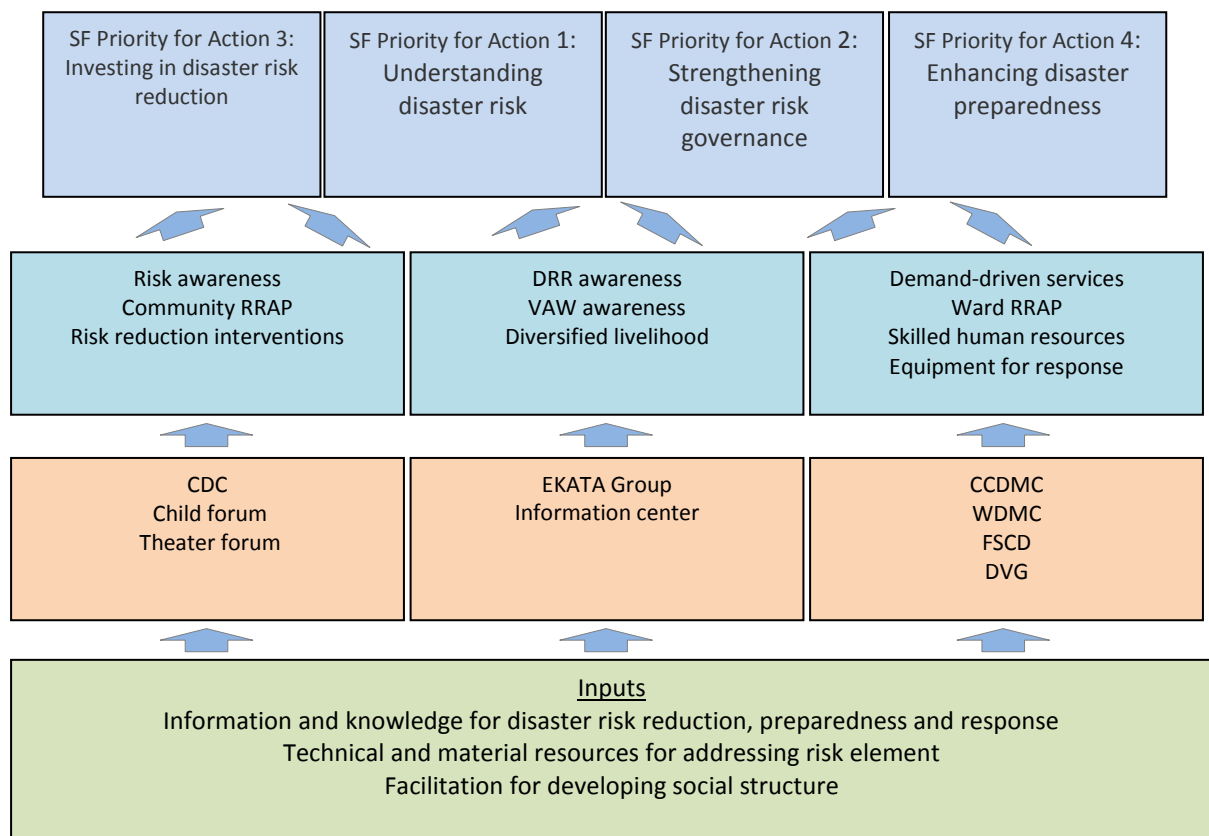 SF Priority for Action 3:
Investing in disaster risk
reduction
SF Priority for Action 1:
Understanding
disaster risk
SF Priority for Action 2:
Strengthening
disaster risk
governance
SF Priority for Action 4:
Enhancing disaster
preparedness
Risk awareness
Community RRAP
Risk reduction interventions
DRR awareness
VAW awareness
Diversified livelihood
Demand-driven services
Ward RRAP
Skilled human resources
Equipment for response
CDC
Child forum
Theater forum
EKATA Group
Information center
CCDMC
WDMC
FSCD
DVG
Inputs
Information and knowledge for disaster risk reduction, preparedness and response
Technical and material resources for addressing risk element
Facilitation for developing social structure